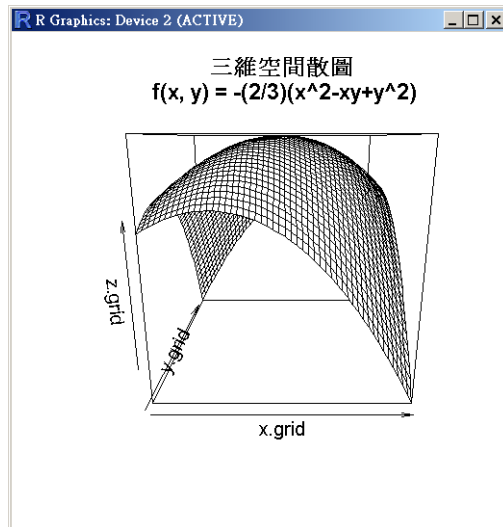 R Graphics: Device 2 (ACTIVE)
三維空間散圖
f(x, y) = -(2/3)(x^2-xy+y^2)
z.grid
y.grid
x.grid